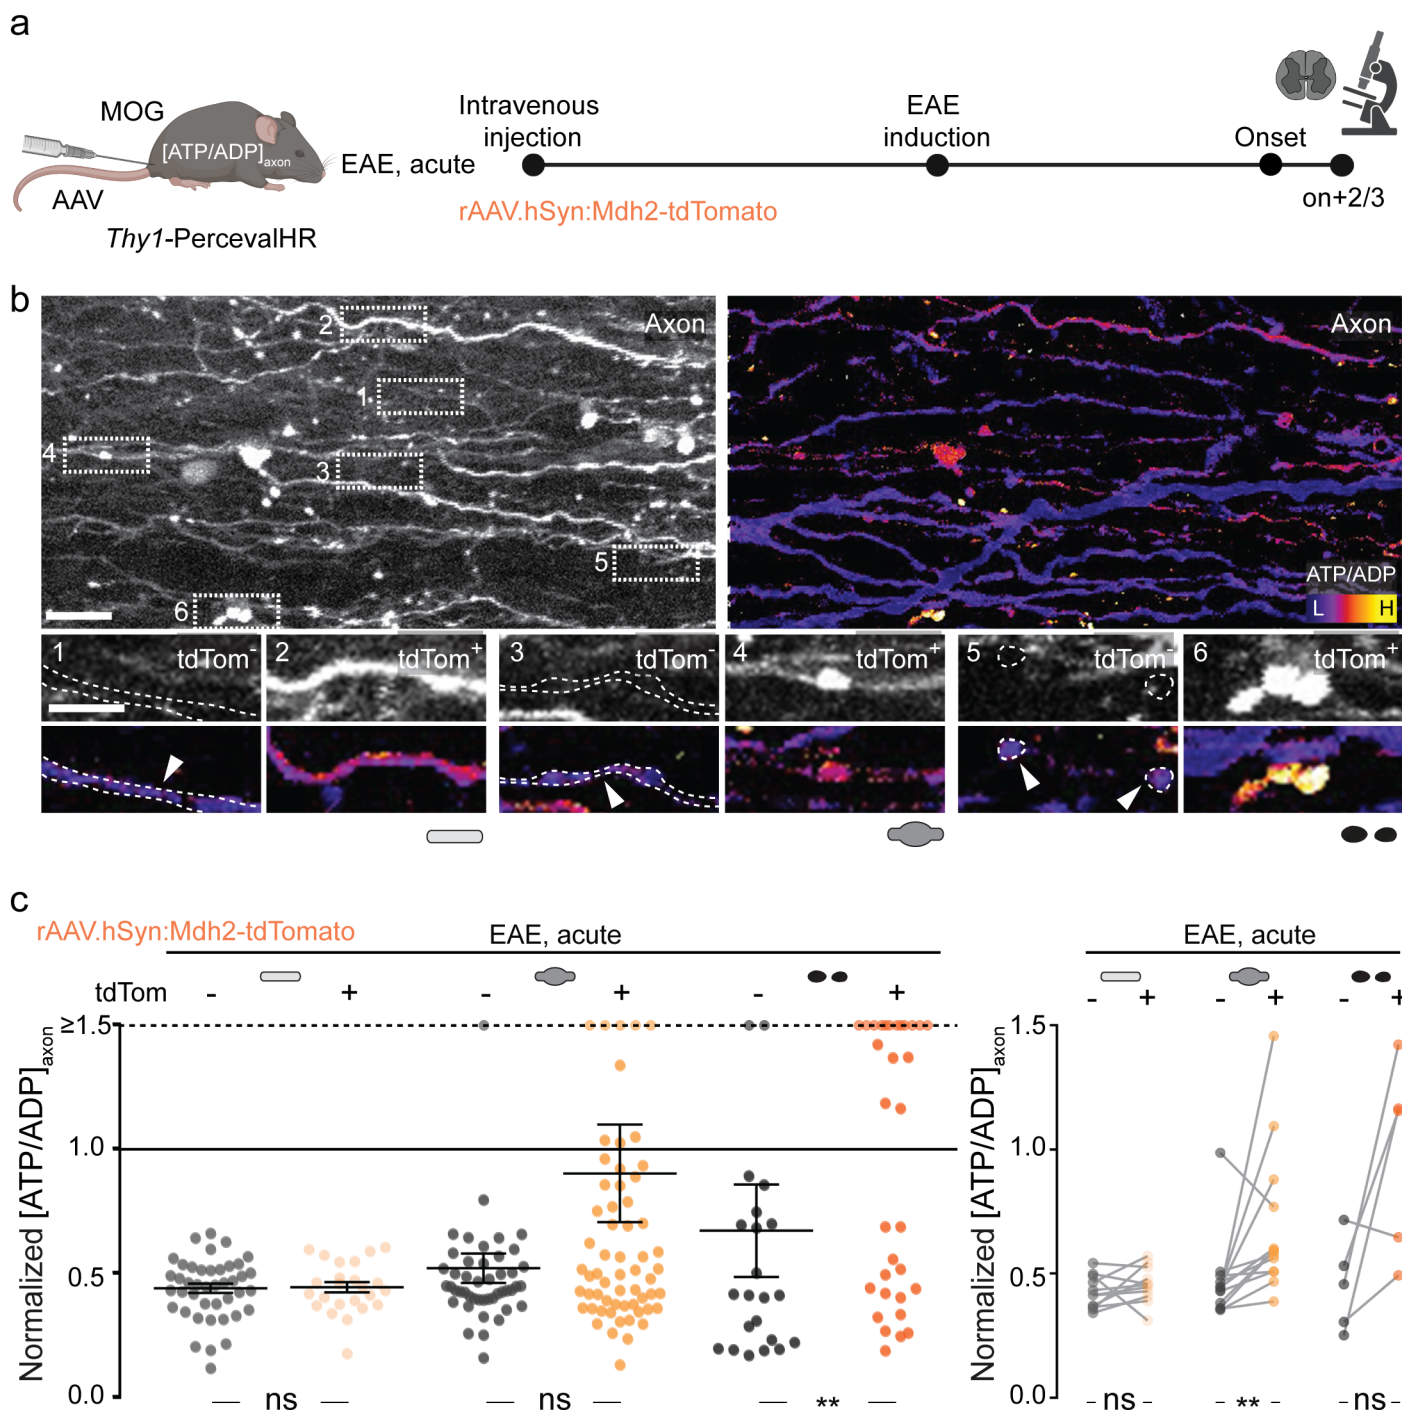 a
MOG
[ATP/ADP]axon
AAV
Thy1-PercevalHR
EAE, acute
Intravenous
injection
rAAV.hSyn:Mdh2-tdTomato
EAE
induction
Onset
on+2/3
b
Axon
1
2
3
4
5
6
Axon
ATP/ADP
L H
1 tdTom-
2 tdTom+
3 tdTom-
4 tdTom+
5 tdTom-
6 tdTom+
c
rAAV.hSyn:Mdh2-tdTomato
EAE, acute
tdTom - + - + - +
Normalized [ATP/ADP]axon
≥1.5
1.0
0.5
0.0
ns ns **
EAE, acute
- + - + - +
Normalized [ATP/ADP]axon
1.5
1.0
0.5
0.0
ns ** ns